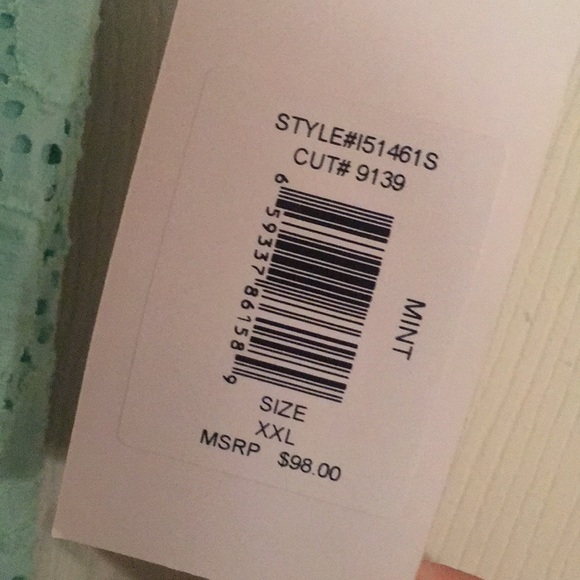 STYLE#I51461S
CUT# 9139
6 59337 86158 9
MINT
SIZE
XXL
MSRP $98.00